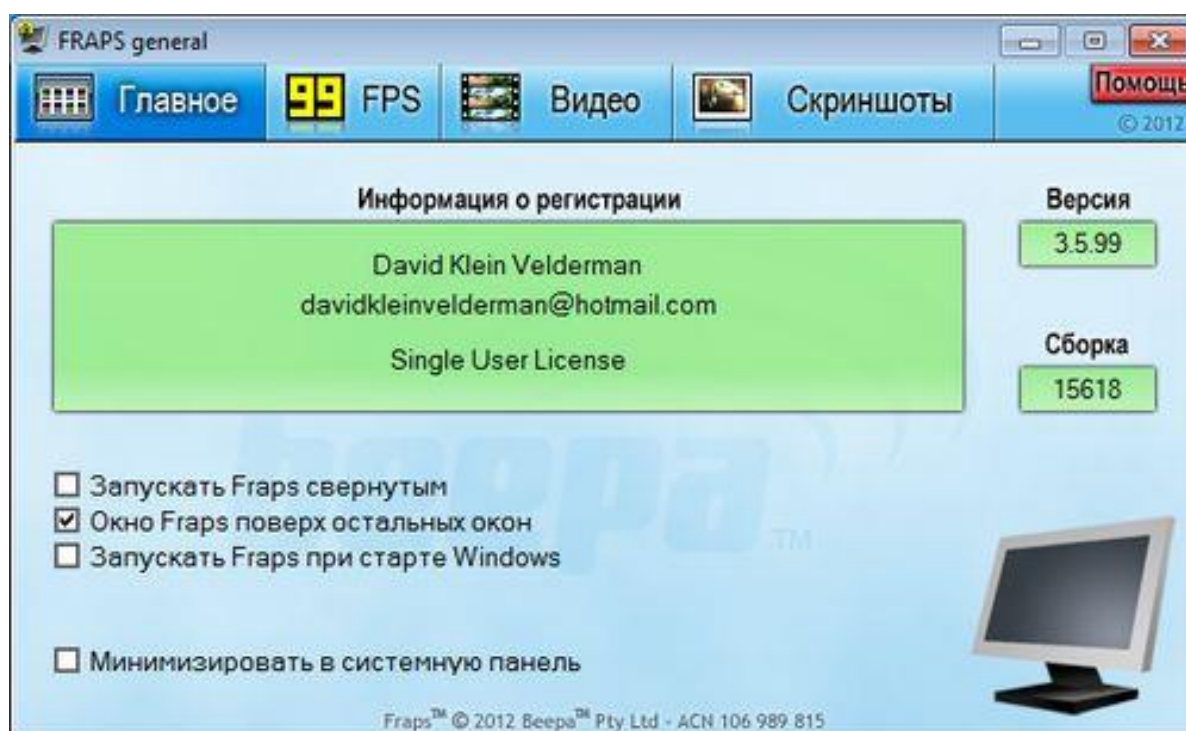 FRAPS general
Главное
99 FPS
Видео
Скриншоты
Помощь
© 2012
Информация о регистрации
David Klein Velderman
davidkleinvelderman@hotmail.com
Single User License
Версия
3.5.99
Сборка
15618
beepa™
Запускать Fraps свернутым
Окно Fraps поверх остальных окон
Запускать Fraps при старте Windows
Минимизировать в системную панель
Fraps™ © 2012 Beepa™ Pty Ltd - ACN 106 989 815